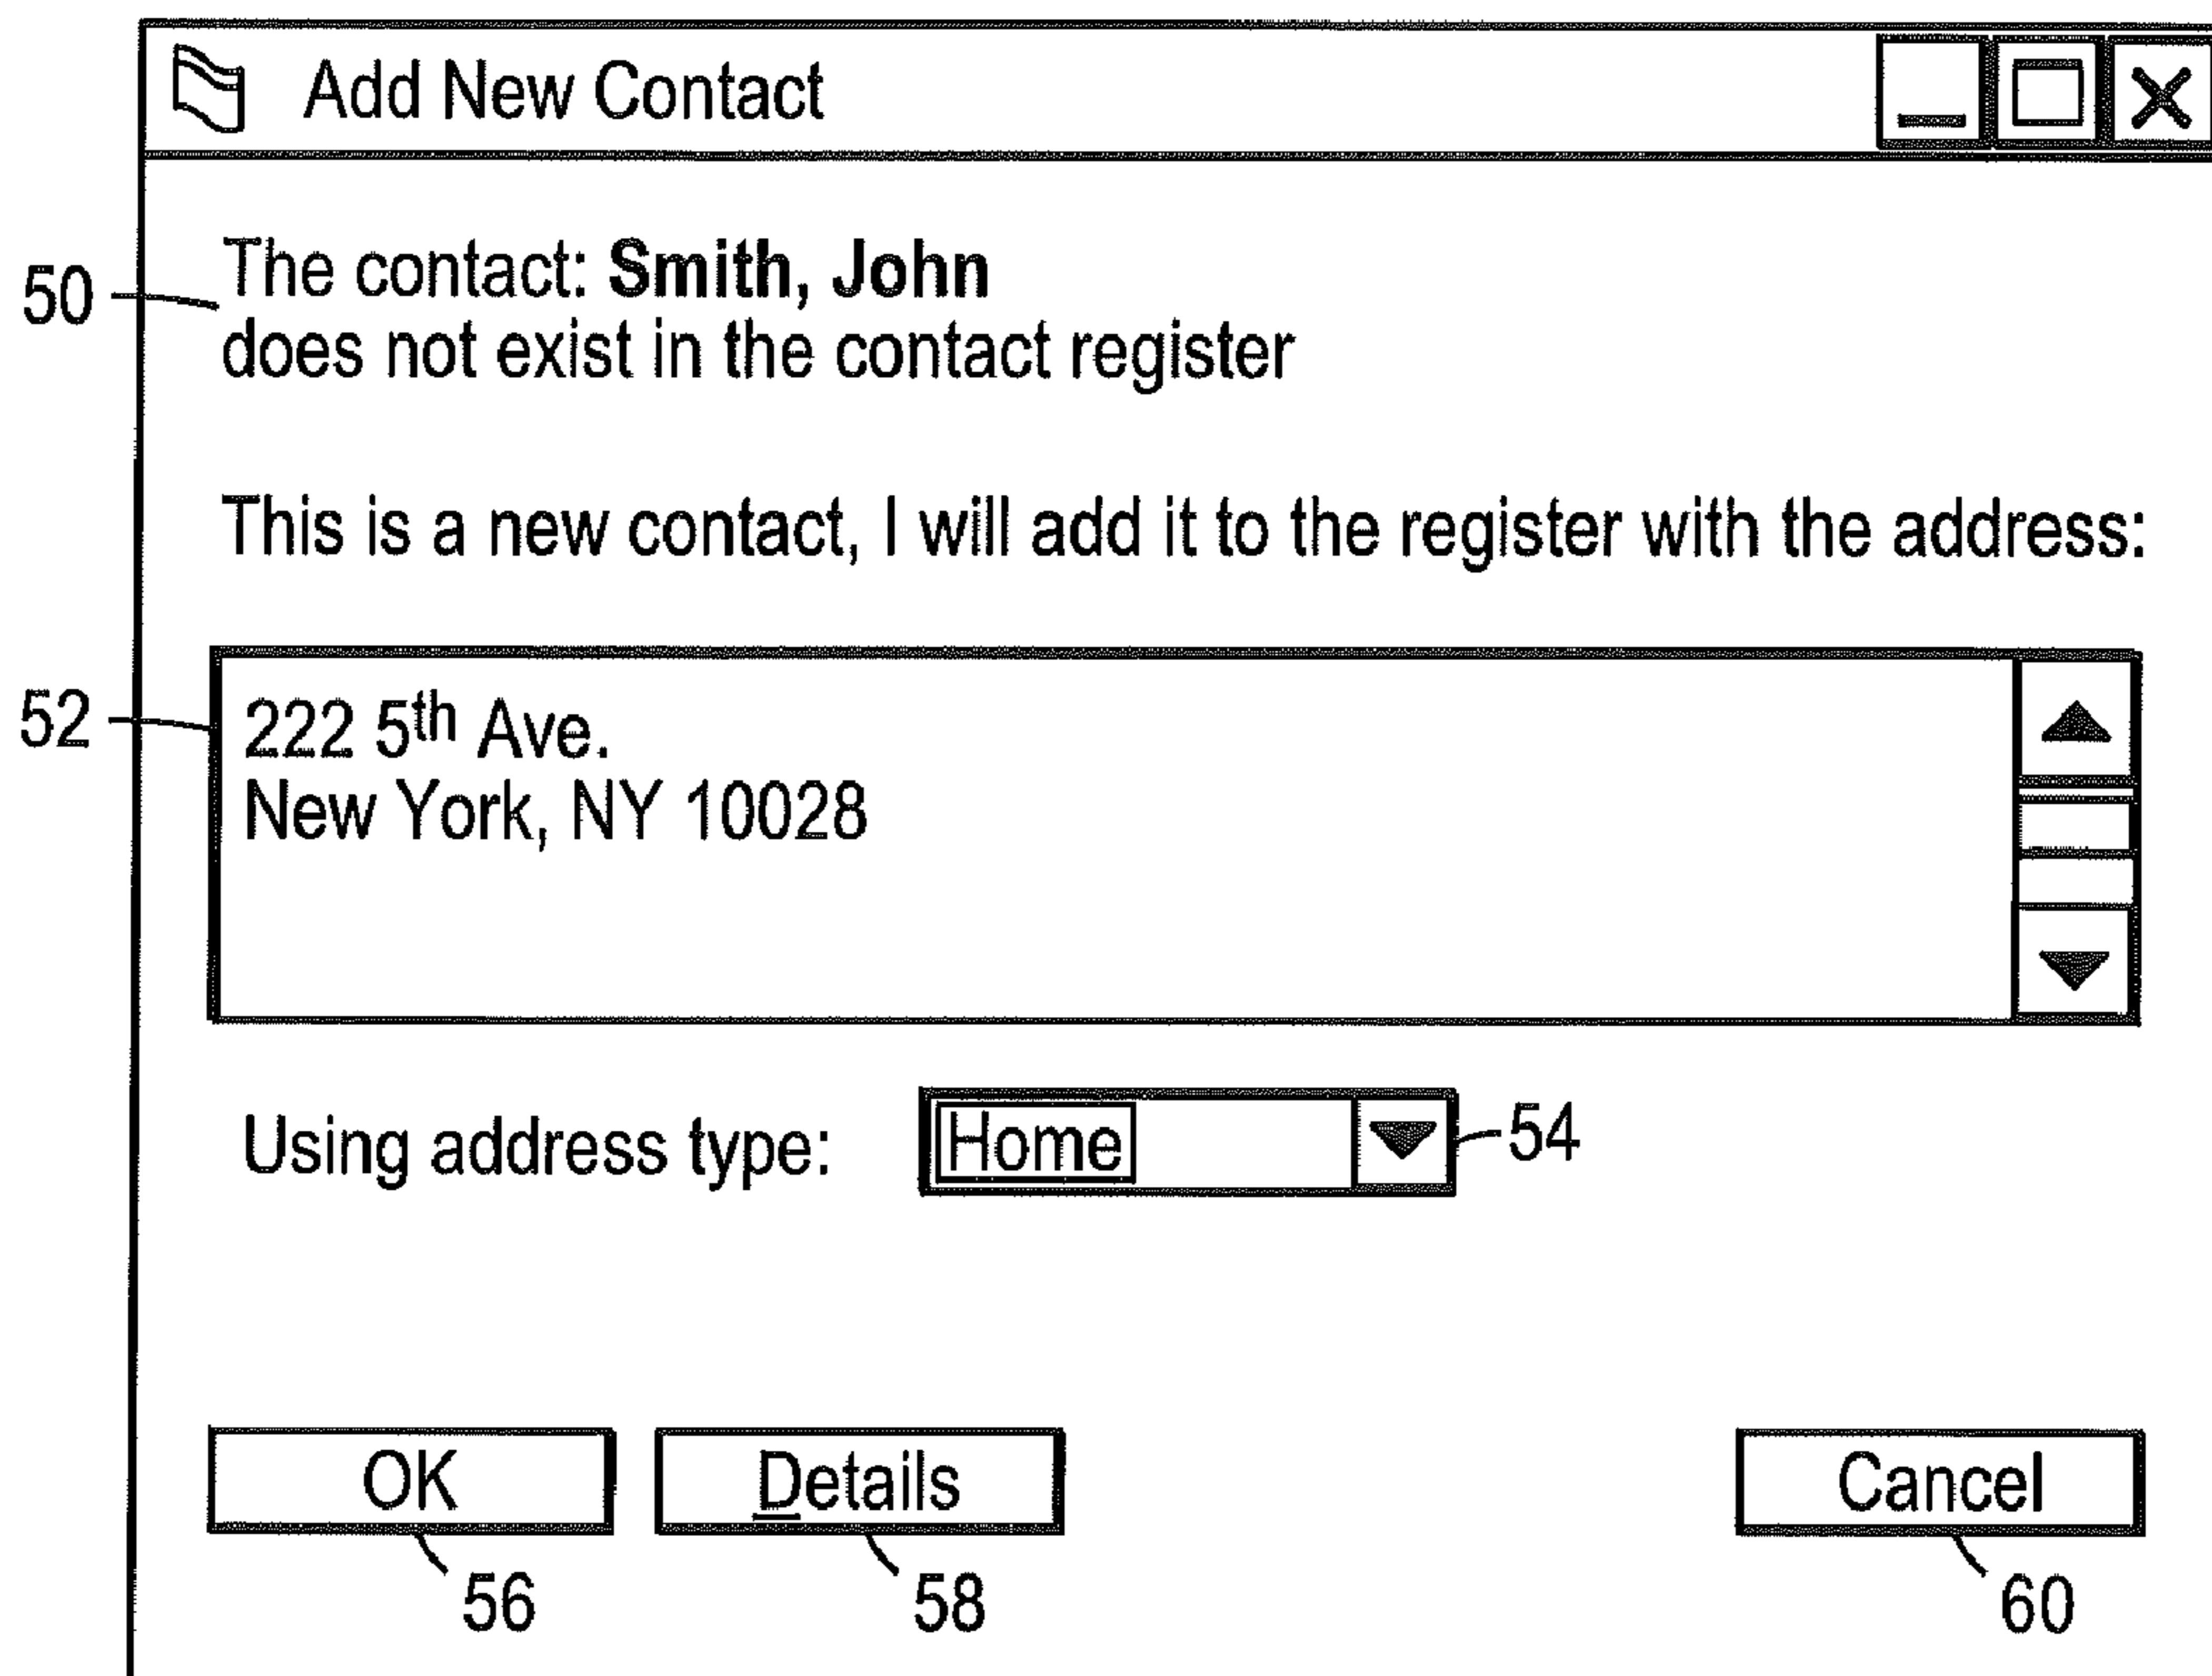 Add New Contact
50
The contact: Smith, John
does not exist in the contact register
This is a new contact, I will add it to the register with the address:
52
222 5th Ave.
New York, NY 10028
Using address type: Home 54
OK Details Cancel
56 58 60